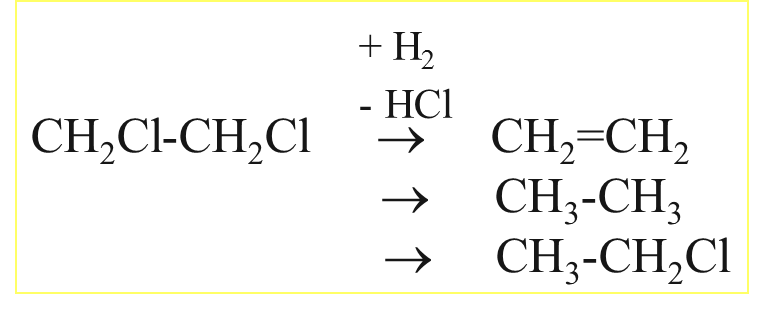 + H₂
- HCl
CH₂Cl-CH₂Cl → CH₂=CH₂
→ CH₃-CH₃
→ CH₃-CH₂Cl